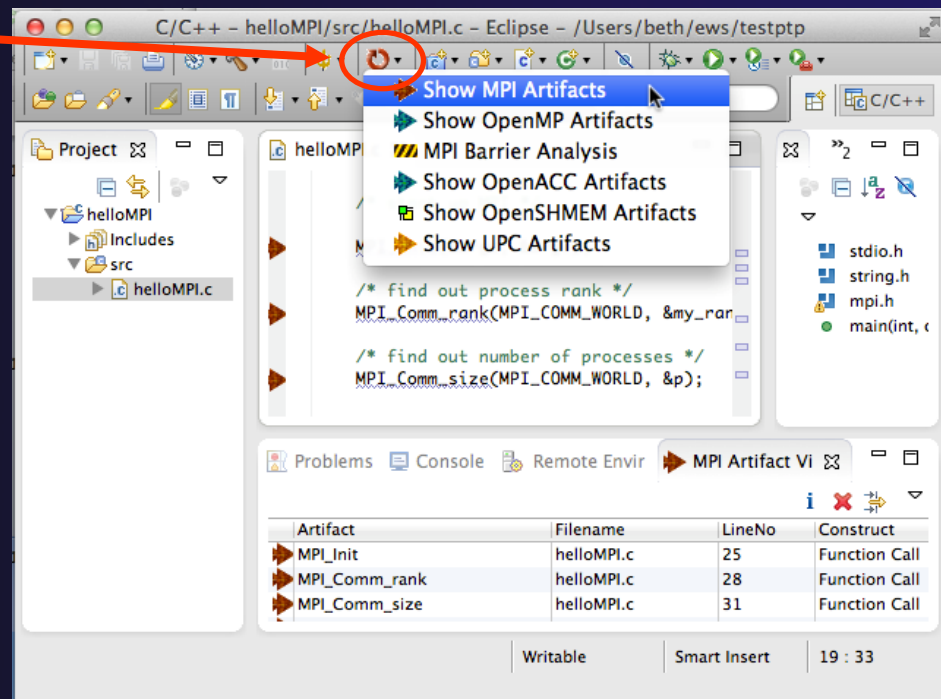 C/C++ – helloMPI/src/helloMPI.c – Eclipse – /Users/beth/ews/testptp
Show MPI Artifacts
Show OpenMP Artifacts
MPI Barrier Analysis
Show OpenACC Artifacts
Show OpenSHMEM Artifacts
Show UPC Artifacts
C/C++
Project
helloMPI
Includes
src
helloMPI.c
helloMPI
/* find out process rank */
MPI_Comm_rank(MPI_COMM_WORLD, &my_ran
/* find out number of processes */
MPI_Comm_size(MPI_COMM_WORLD, &p);
»2
stdio.h
string.h
mpi.h
main(int, c
Problems Console Remote Envir MPI Artifact Vi
Artifact Filename LineNo Construct
MPI_Init helloMPI.c 25 Function Call
MPI_Comm_rank helloMPI.c 28 Function Call
MPI_Comm_size helloMPI.c 31 Function Call
Writable Smart Insert 19 : 33